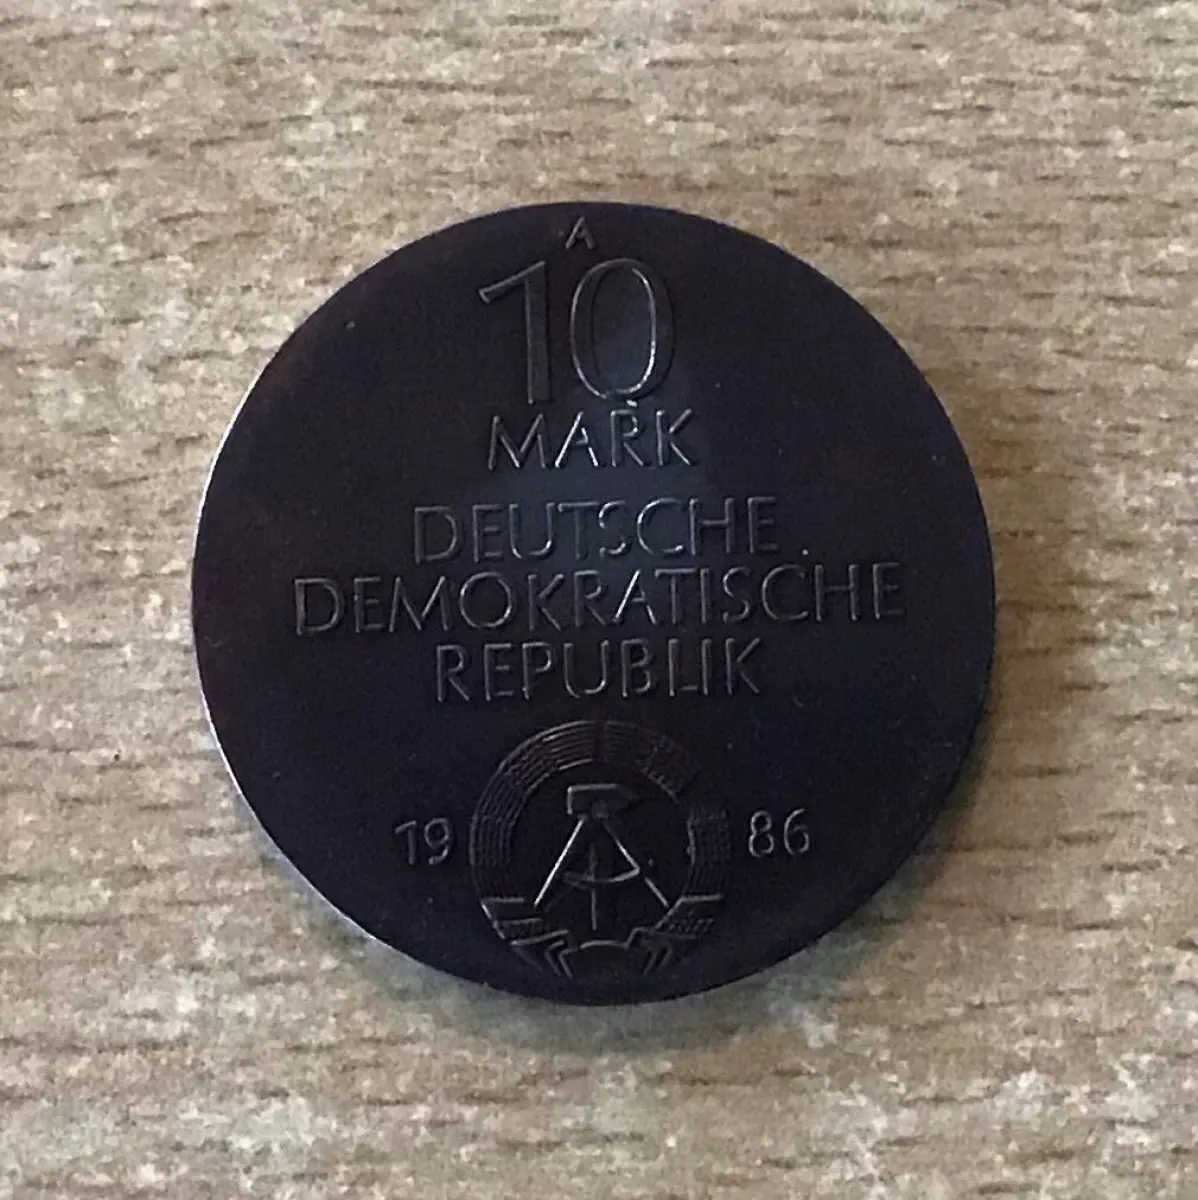 A
10
MARK
DEUTSCHE
DEMOKRATISCHE
REPUBLIK
19 86